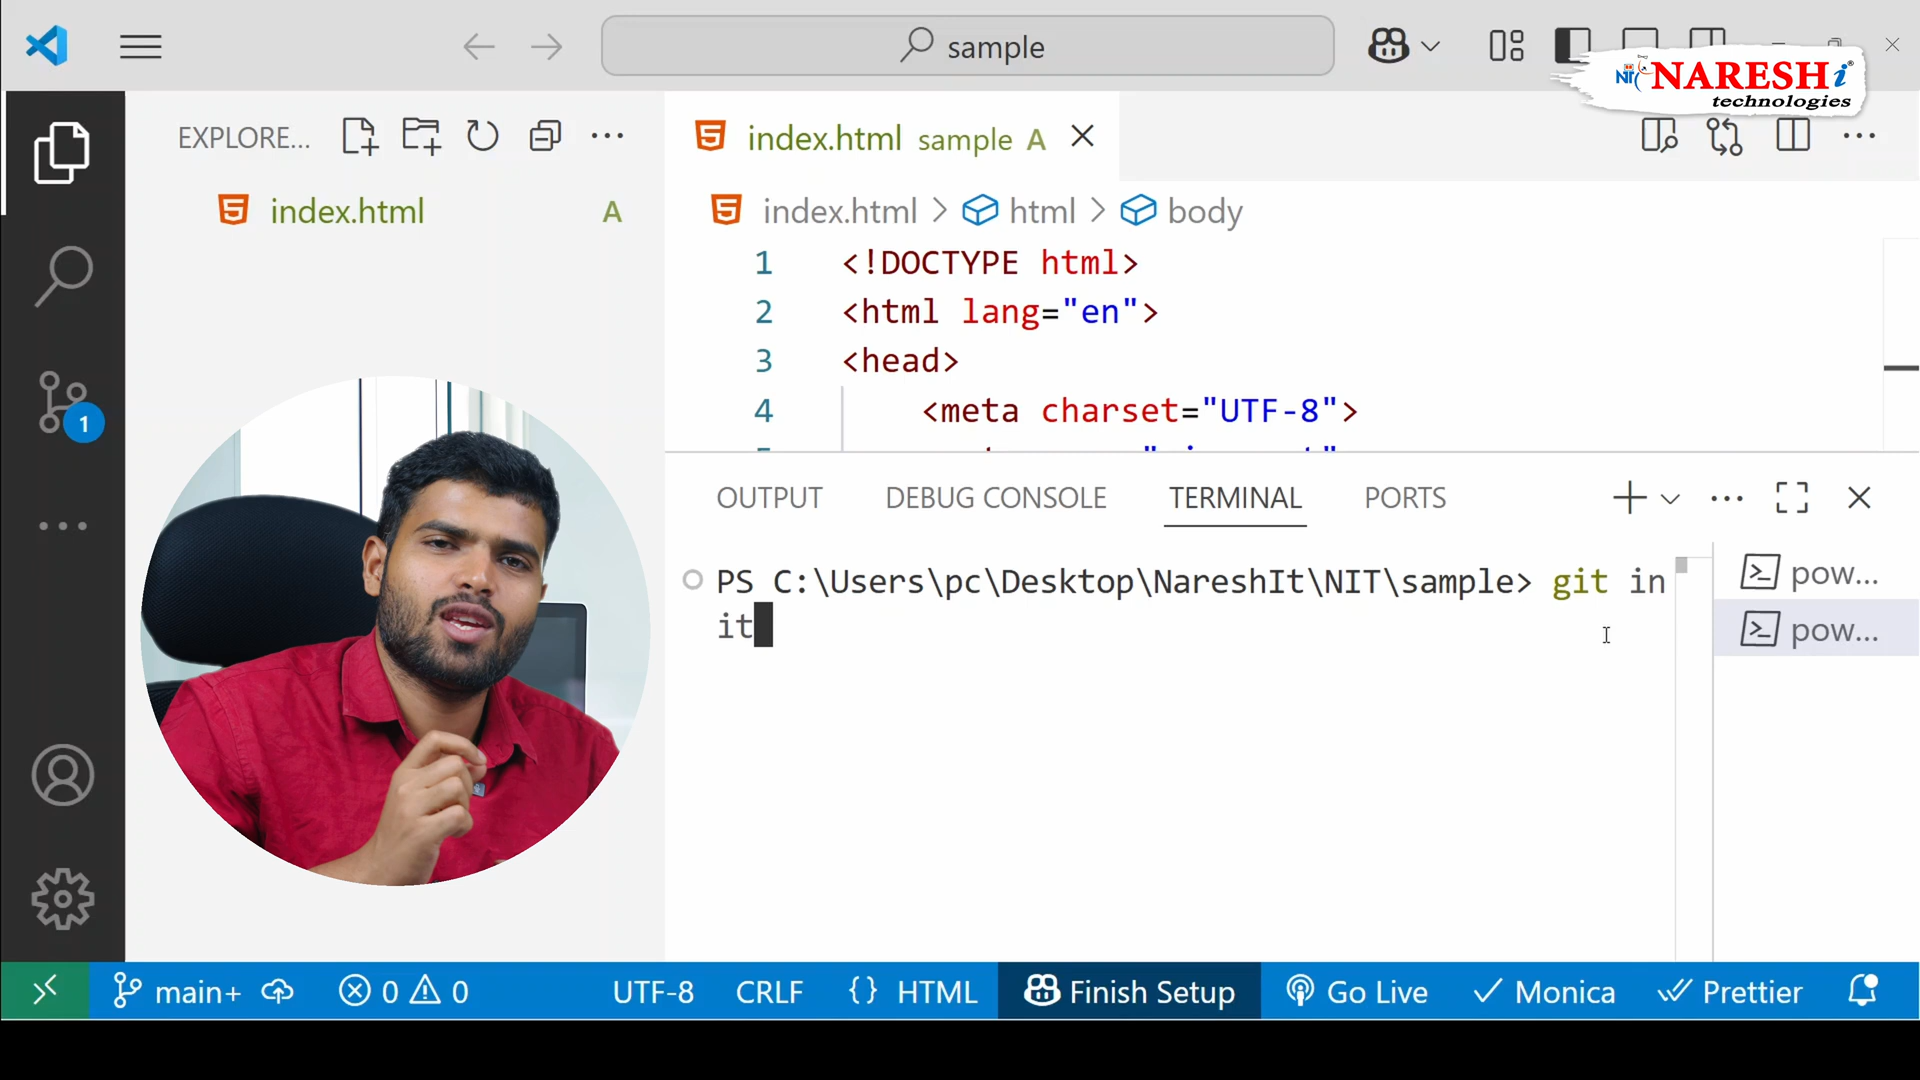 sample
NARESHi®
technologies
EXPLORE...
index.html sample A
index.html A
index.html > html > body
1 <!DOCTYPE html>
2 <html lang="en">
3 <head>
4 <meta charset="UTF-8">
1
OUTPUT DEBUG CONSOLE TERMINAL PORTS
PS C:\Users\pc\Desktop\NareshIt\NIT\sample> git in
it
pow...
pow...
main+ 0 0 UTF-8 CRLF {} HTML Finish Setup Go Live Monica Prettier